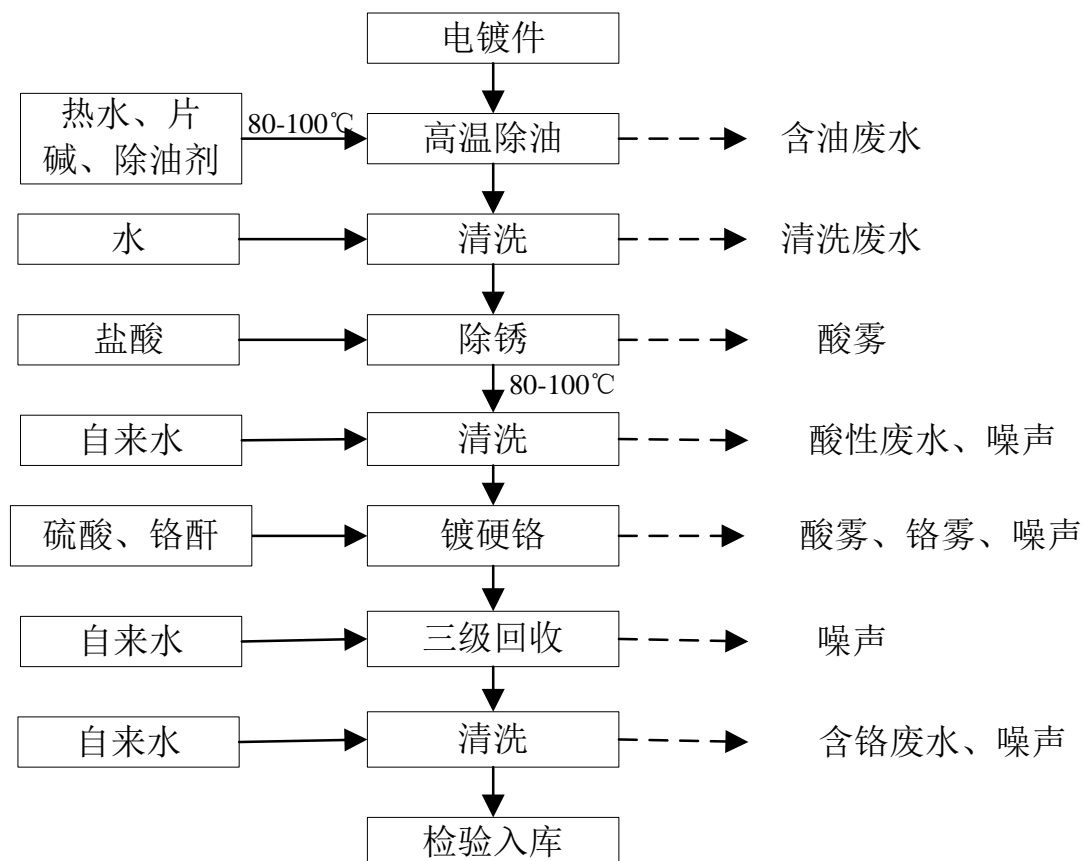 电镀件
热水、片
碱、除油剂
80-100℃
高温除油
含油废水
水
清洗
清洗废水
盐酸
除锈
酸雾
80-100℃
自来水
清洗
酸性废水、噪声
硫酸、铬酐
镀硬铬
酸雾、铬雾、噪声
自来水
三级回收
噪声
自来水
清洗
含铬废水、噪声
检验入库